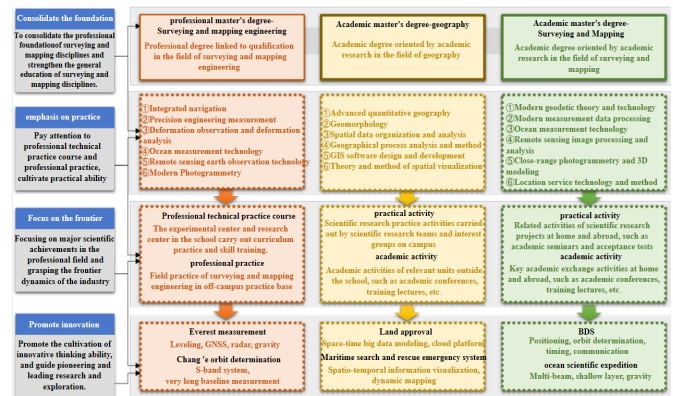 Consolidate the foundation
To consolidate the professional
foundationof surveying and
mapping disciplines and
strengthen the general
education of surveying and
mapping disciplines.
professional master's degree-
Surveying and mapping engineering
Professional degree linked to qualification
in the field of surveying and mapping
engineering
Academic master's degree-geography
Academic degree oriented by academic
research in the field of geography
Academic master's degree-
Surveying and Mapping
Academic degree oriented by academic
research in the field of surveying and
mapping
emphasis on practice
Pay attention to
professional technical
practice course and
professional practice,
cultivate practical ability
①Integrated navigation
②Precision engineering measurement
③Deformation observation and deformation
analysis
④Ocean measurement technology
⑤Remote sensing earth observation technology
⑥Modern Photogrammetry
①Advanced quantitative geography
②Geomorphology
③Spatial data organization and analysis
④Geographical process analysis and method
⑤GIS software design and development
⑥Theory and method of spatial visualization
①Modern geodetic theory and technology
②Modern measurement data processing
③Ocean measurement technology
④Remote sensing image processing and
analysis
⑤Close-range photogrammetry and 3D
modeling
⑥Location service technology and method
Focus on the frontier
Focusing on major scientific
achievements in the
professional field and
grasping the frontier
dynamics of the industry
Professional technical practice course
The experimental center and research
center in the school carry out curriculum
practice and skill training.
professional practice
Field practice of surveying and mapping
engineering in off-campus practice base
practical activity
Scientific research practice activities carried
out by scientific research teams and interest
groups on campus
academic activity
Academic activities of relevant units outside
the school, such as academic conferences,
training lectures, etc.
practical activity
Related activities of scientific research
projects at home and abroad, such as
academic seminars and acceptance tests
academic activity
Key academic exchange activities at home
and abroad, such as academic conferences,
training lectures, etc.
Promote innovation
Promote the cultivation of
innovative thinking ability,
and guide pioneering and
leading research and
exploration.
Everest measurement
Leveling, GNSS, radar, gravity
Chang 'e orbit determination
S-band system,
very long baseline measurement
Land approval
Space-time big data modeling, cloud platform
Maritime search and rescue emergency system
Spatio-temporal information visualization,
dynamic mapping
BDS
Positioning, orbit determination,
timing, communication
ocean scientific expedition
Multi-beam, shallow layer, gravity